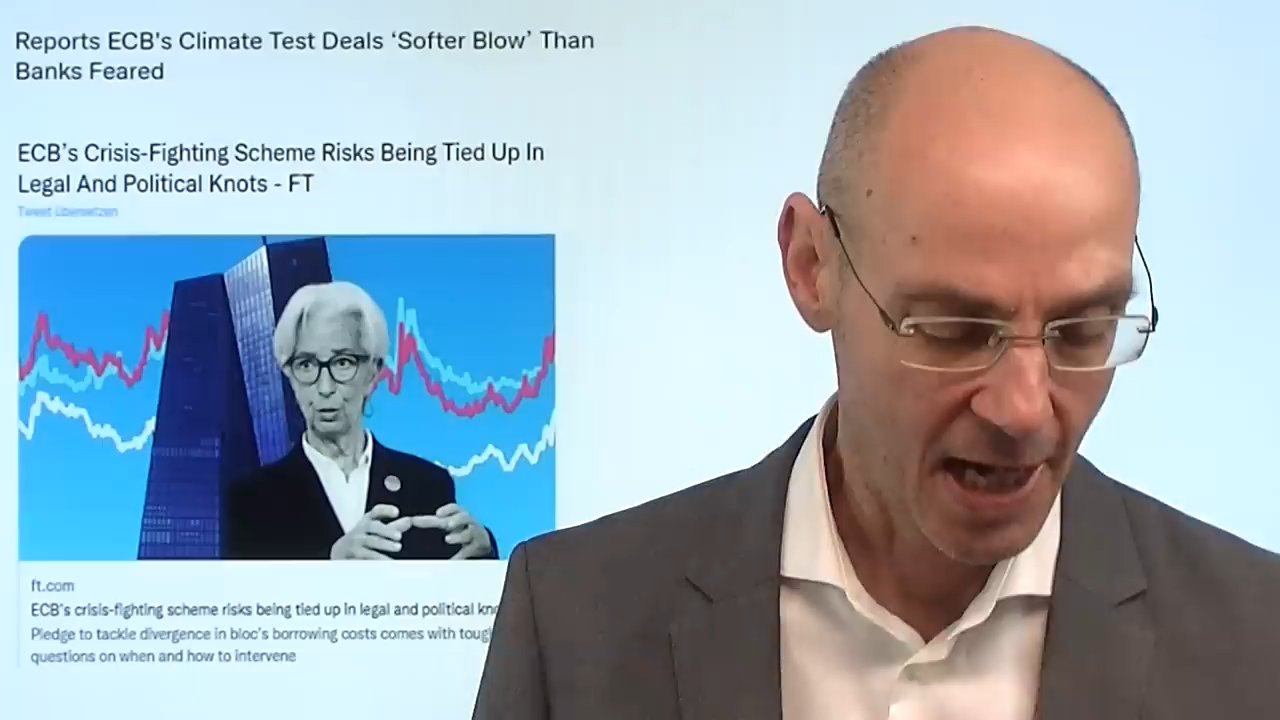 Reports ECB's Climate Test Deals ‘Softer Blow’ Than
Banks Feared
ECB’s Crisis-Fighting Scheme Risks Being Tied Up In
Legal And Political Knots - FT
Tweet übersetzen
ft.com
ECB's crisis-fighting scheme risks being tied up in legal and political
Pledge to tackle divergence in bloc's borrowing costs comes with
questions on when and how to intervene